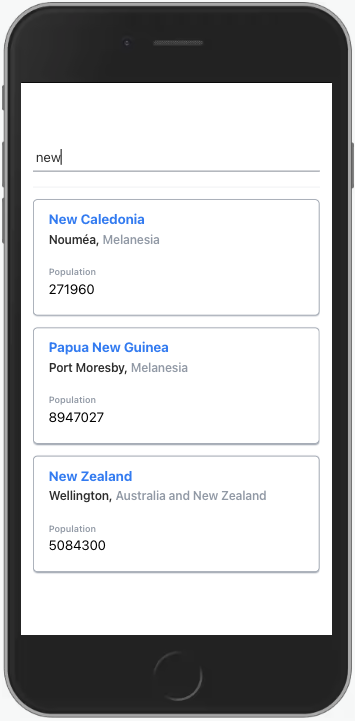 new
New Caledonia
Nouméa, Melanesia
Population
271960
Papua New Guinea
Port Moresby, Melanesia
Population
8947027
New Zealand
Wellington, Australia and New Zealand
Population
5084300